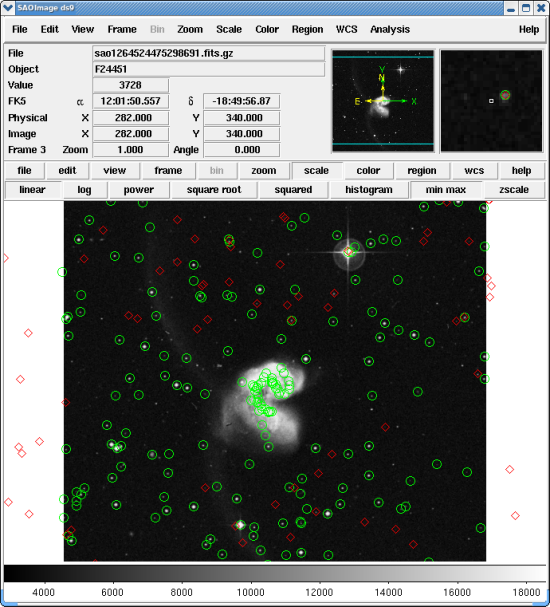 SAOImage ds9
File Edit View Frame Bin Zoom Scale Color Region WCS Analysis Help
File sao1264524475298691.fits.gz
Object F24451
Value 3728
FK5 α 12:01:50.557 δ -18:49:56.87
Physical X 282.000 Y 340.000
Image X 282.000 Y 340.000
Frame 3 Zoom 1.000 Angle 0.000
Y
N
E X
file edit view frame bin zoom scale color region wcs help
linear log power square root squared histogram min max zscale
4000 6000 8000 10000 12000 14000 16000 18000